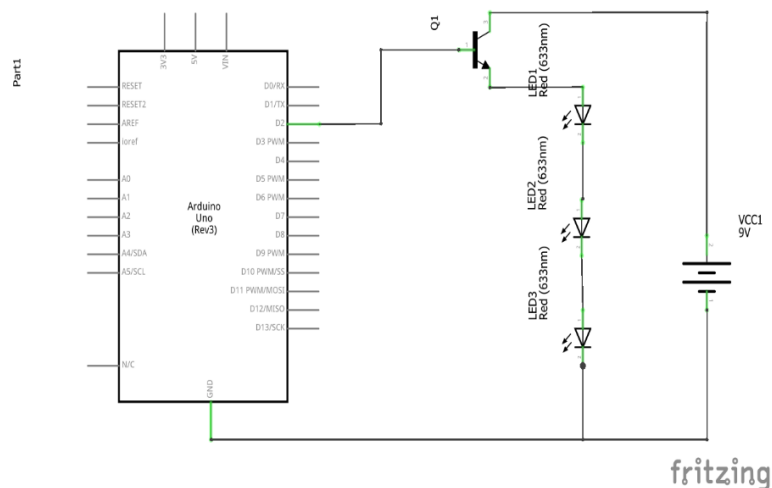 Part1
3V3
5V
VIN
RESET
RESET2
AREF
ioref
A0
A1
A2
A3
A4/SDA
A5/SCL
N/C
Arduino
Uno
(Rev3)
D0/RX
D1/TX
D2
D3 PWM
D4
D5 PWM
D6 PWM
D7
D8
D9 PWM
D10 PWM/SS
D11 PWM/MOSI
D12/MISO
D13/SCK
GND
Q1
LED1
Red (633nm)
LED2
Red (633nm)
LED3
Red (633nm)
VCC1
9V
fritzing